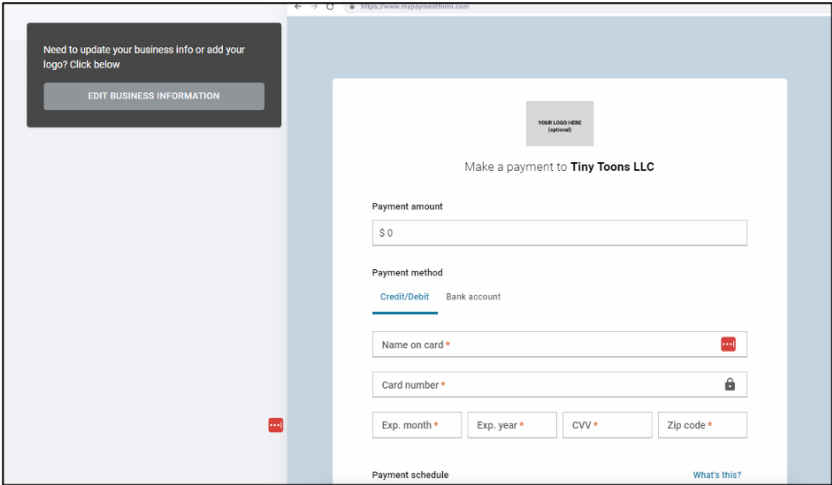 https://www.mypaymentform.com
Need to update your business info or add your
logo? Click below
EDIT BUSINESS INFORMATION
YOUR LOGO HERE
(optional)
Make a payment to Tiny Toons LLC
Payment amount
$ 0
Payment method
Credit/Debit Bank account
Name on card *
Card number *
Exp. month * Exp. year * CVV * Zip code *
Payment schedule What's this?